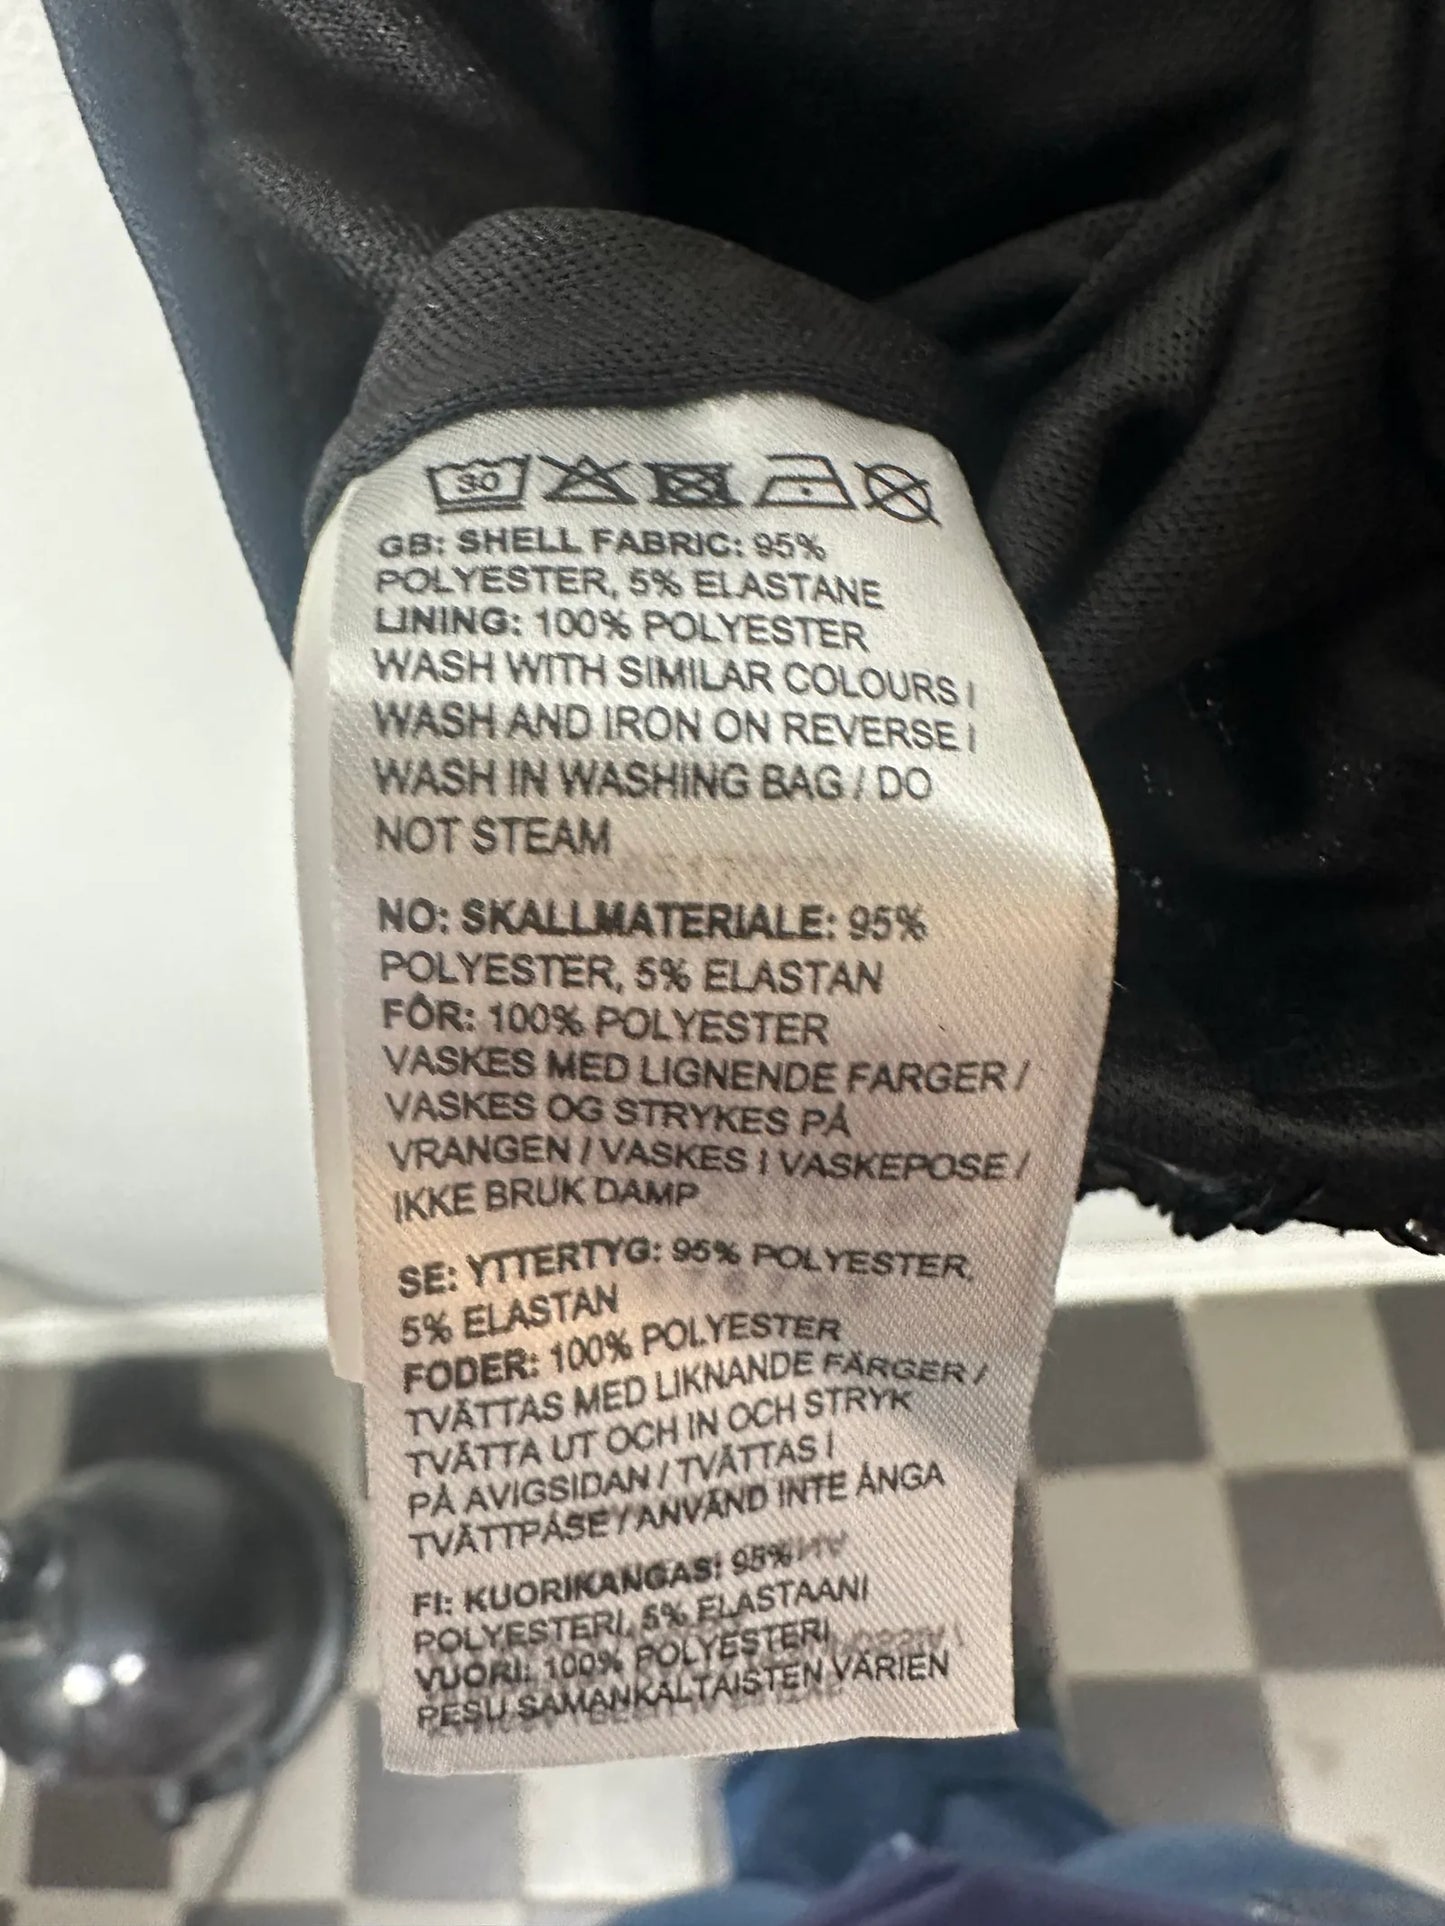 30
GB: SHELL FABRIC: 95%
POLYESTER, 5% ELASTANE
LINING: 100% POLYESTER
WASH WITH SIMILAR COLOURS /
WASH AND IRON ON REVERSE /
WASH IN WASHING BAG / DO
NOT STEAM
NO: SKALLMATERIALE: 95%
POLYESTER, 5% ELASTAN
FÔR: 100% POLYESTER
VASKES MED LIGNENDE FARGER /
VASKES OG STRYKES PÅ
VRANGEN / VASKES I VASKEPOSE /
IKKE BRUK DAMP
SE: YTTERTYG: 95% POLYESTER,
5% ELASTAN
FODER: 100% POLYESTER
TVÄTTAS MED LIKNANDE FÄRGER /
TVÄTTA UT OCH IN OCH STRYK
PÅ AVIGSIDAN / TVÄTTAS I
TVÄTTPÅSE / ANVÄND INTE ÅNGA
FI: KUORIKANGAS: 95%
POLYESTERI, 5% ELASTAANI
VUORI: 100% POLYESTERI
PESU SAMANKALTAISTEN VÄRIEN